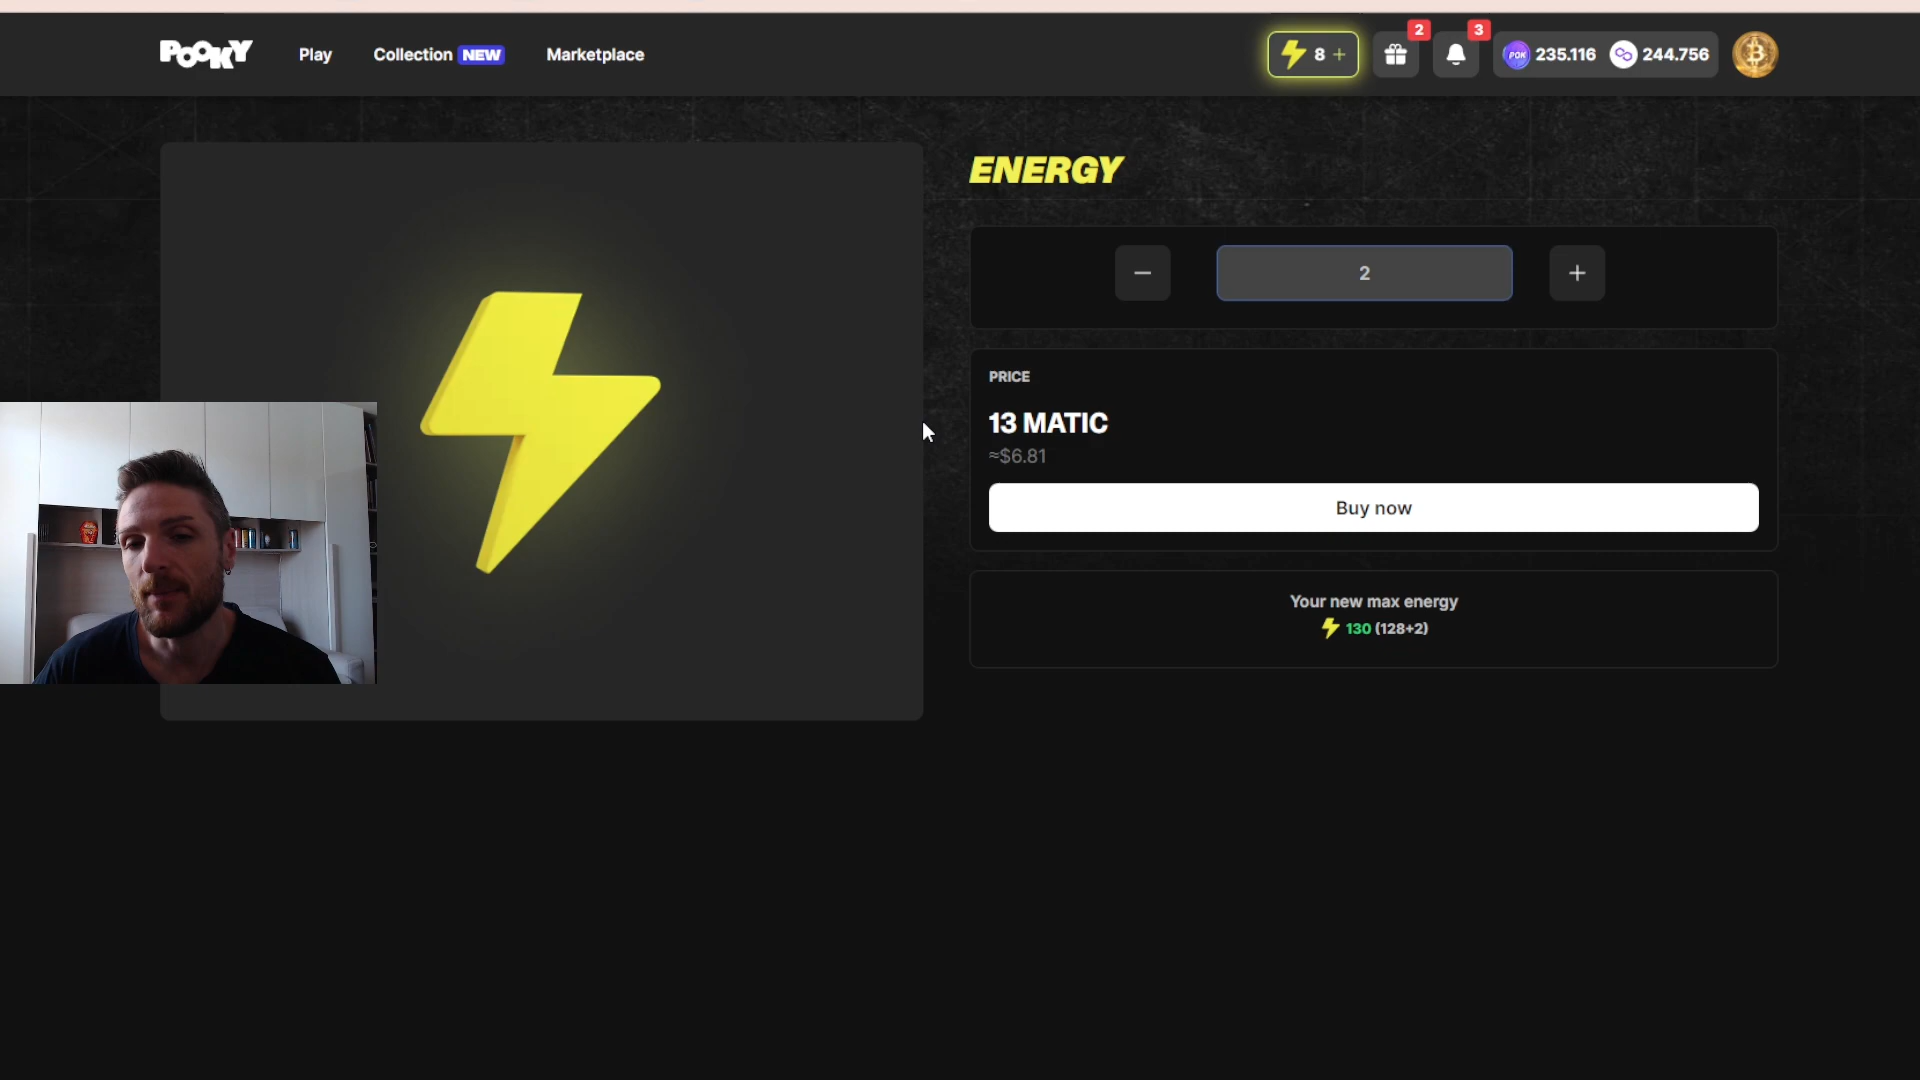 POOKY Play Collection NEW Marketplace 8 + 2 3 POK 235.116 244.756
ENERGY
− 2 +
PRICE
13 MATIC
≈$6.81
Buy now
Your new max energy
130 (128+2)